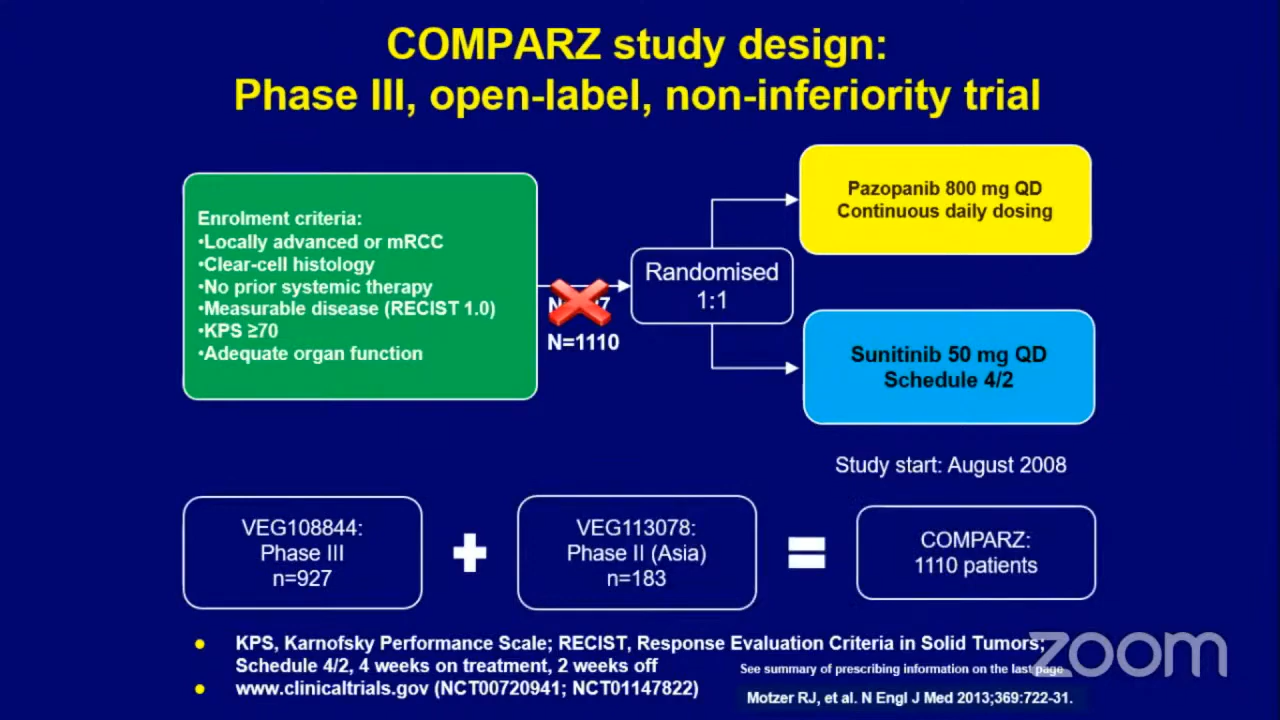 COMPARZ study design:
Phase III, open-label, non-inferiority trial
Enrolment criteria:
•Locally advanced or mRCC
•Clear-cell histology
•No prior systemic therapy
•Measurable disease (RECIST 1.0)
•KPS ≥70
•Adequate organ function
N=1110
Randomised
1:1
Pazopanib 800 mg QD
Continuous daily dosing
Sunitinib 50 mg QD
Schedule 4/2
Study start: August 2008
VEG108844:
Phase III
n=927
VEG113078:
Phase II (Asia)
n=183
COMPARZ:
1110 patients
● KPS, Karnofsky Performance Scale; RECIST, Response Evaluation Criteria in Solid Tumors;
Schedule 4/2, 4 weeks on treatment, 2 weeks off
● www.clinicaltrials.gov (NCT00720941; NCT01147822)
See summary of prescribing information on the last page
Motzer RJ, et al. N Engl J Med 2013;369:722-31.
zoom